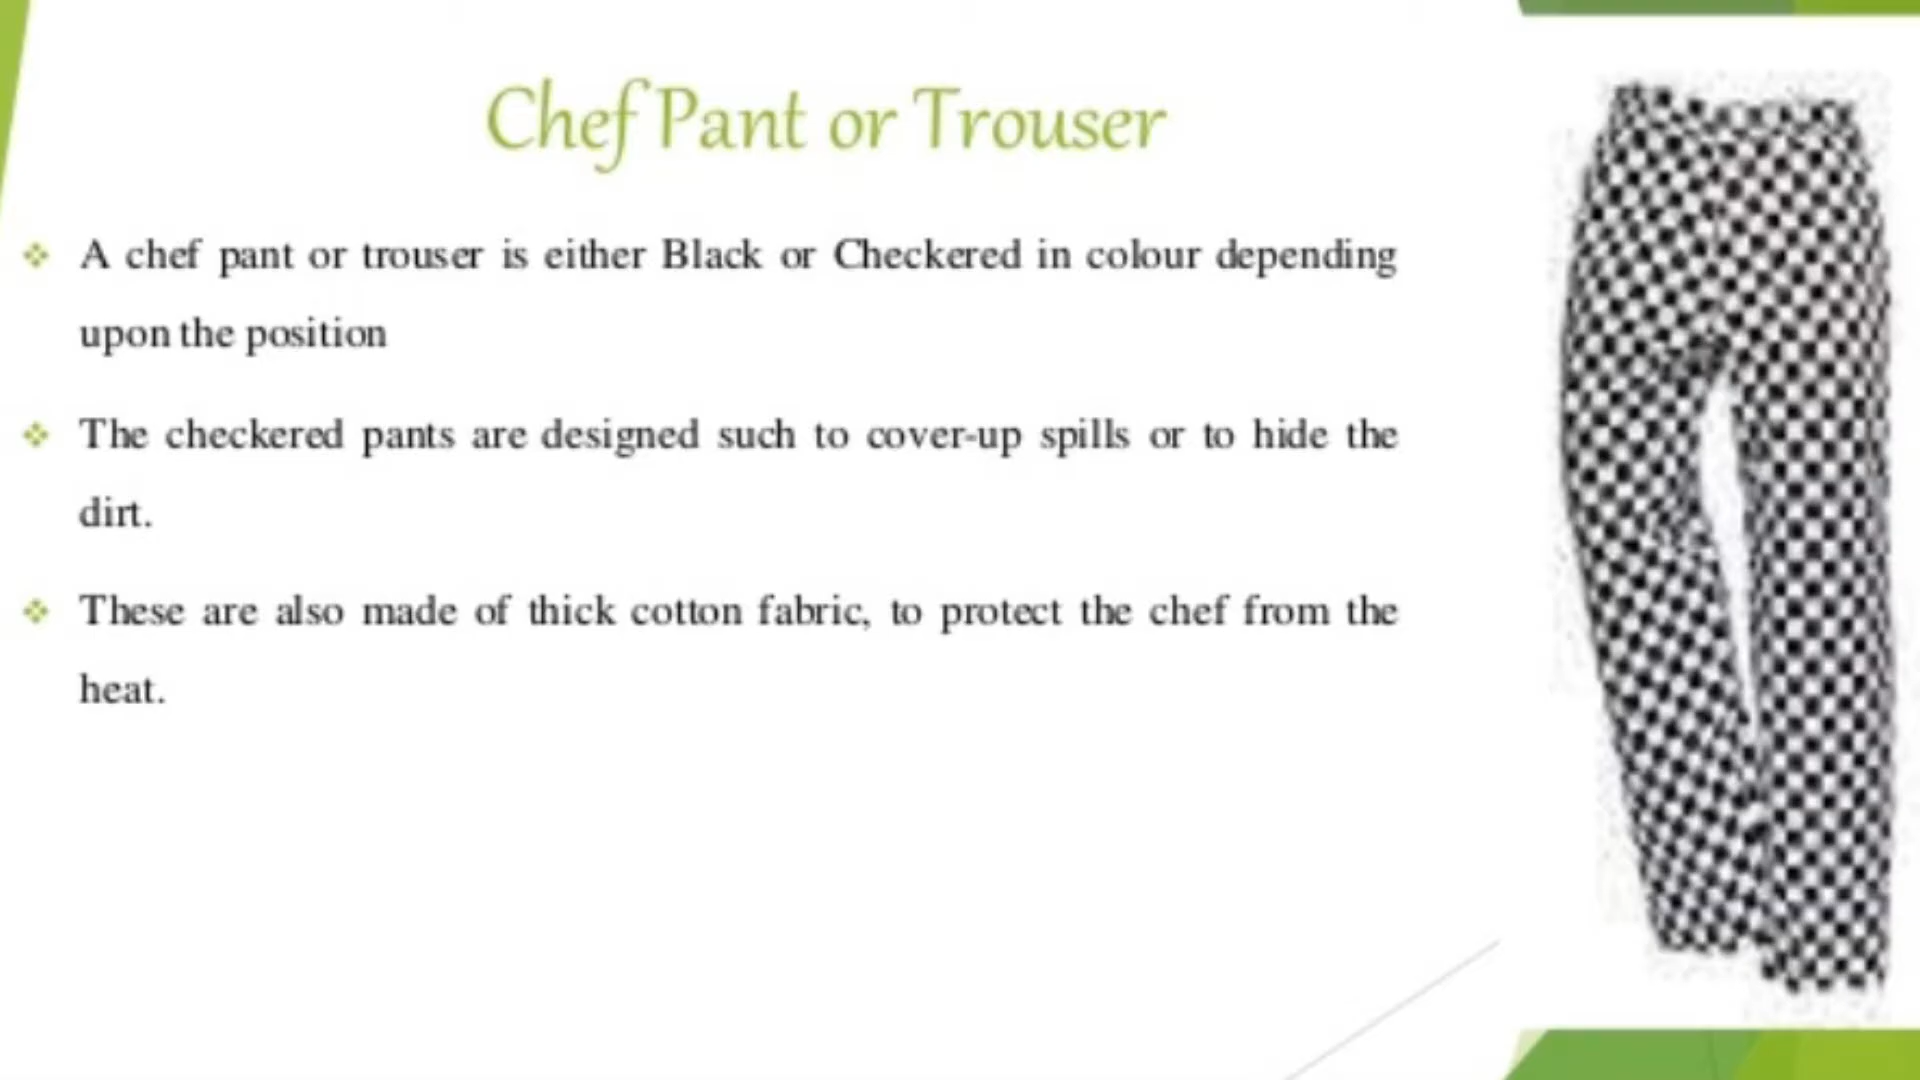 Chef Pant or Trouser
A chef pant or trouser is either Black or Checkered in colour depending
upon the position
The checkered pants are designed such to cover-up spills or to hide the
dirt.
These are also made of thick cotton fabric, to protect the chef from the
heat.